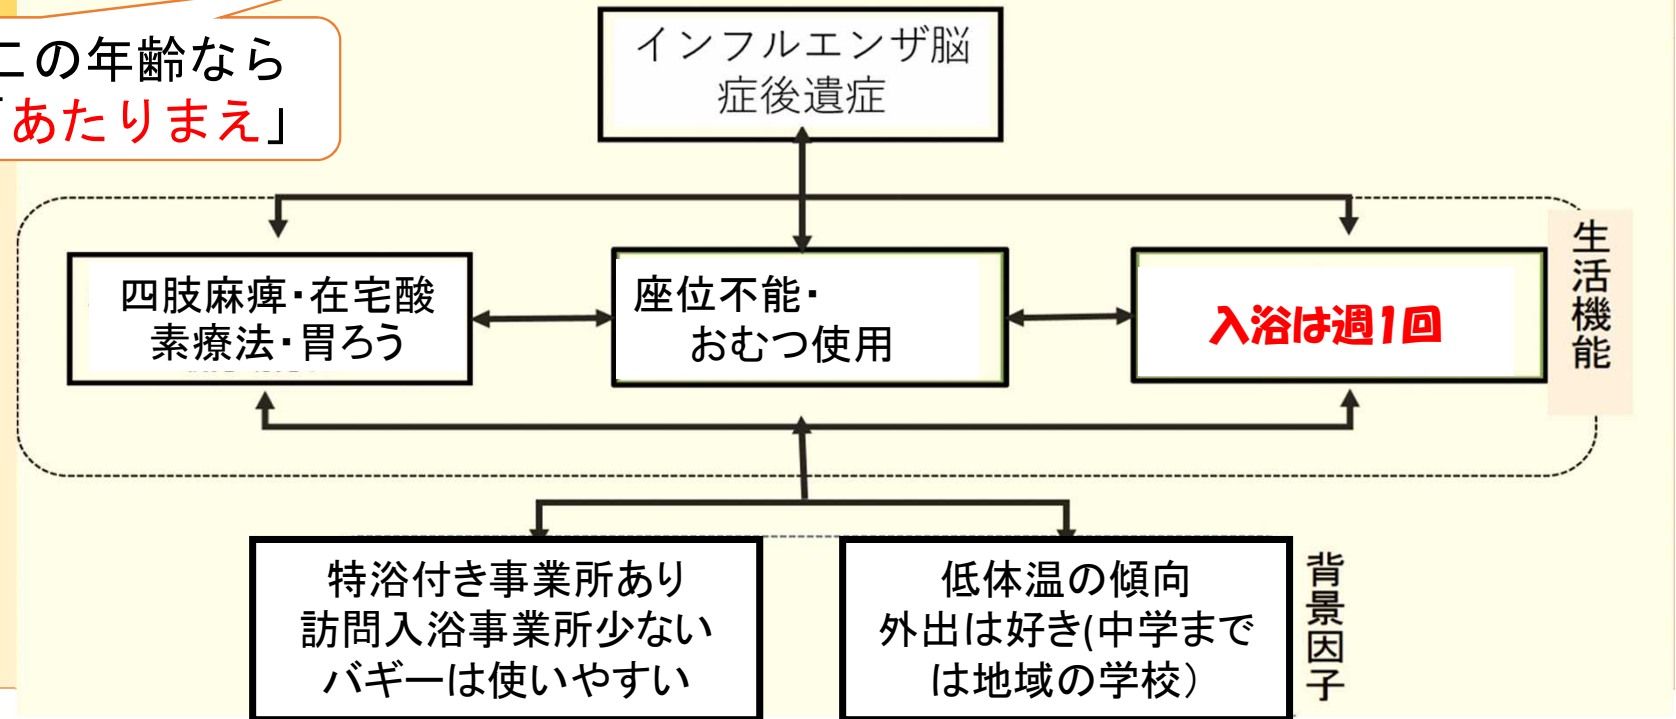 この年齢なら
「あたりまえ」
インフルエンザ脳
症後遺症
四肢麻痺・在宅酸
素療法・胃ろう
座位不能・
おむつ使用
入浴は週1回
生活機能
特浴付き事業所あり
訪問入浴事業所少ない
バギーは使いやすい
低体温の傾向
外出は好き(中学まで
は地域の学校）
背景因子